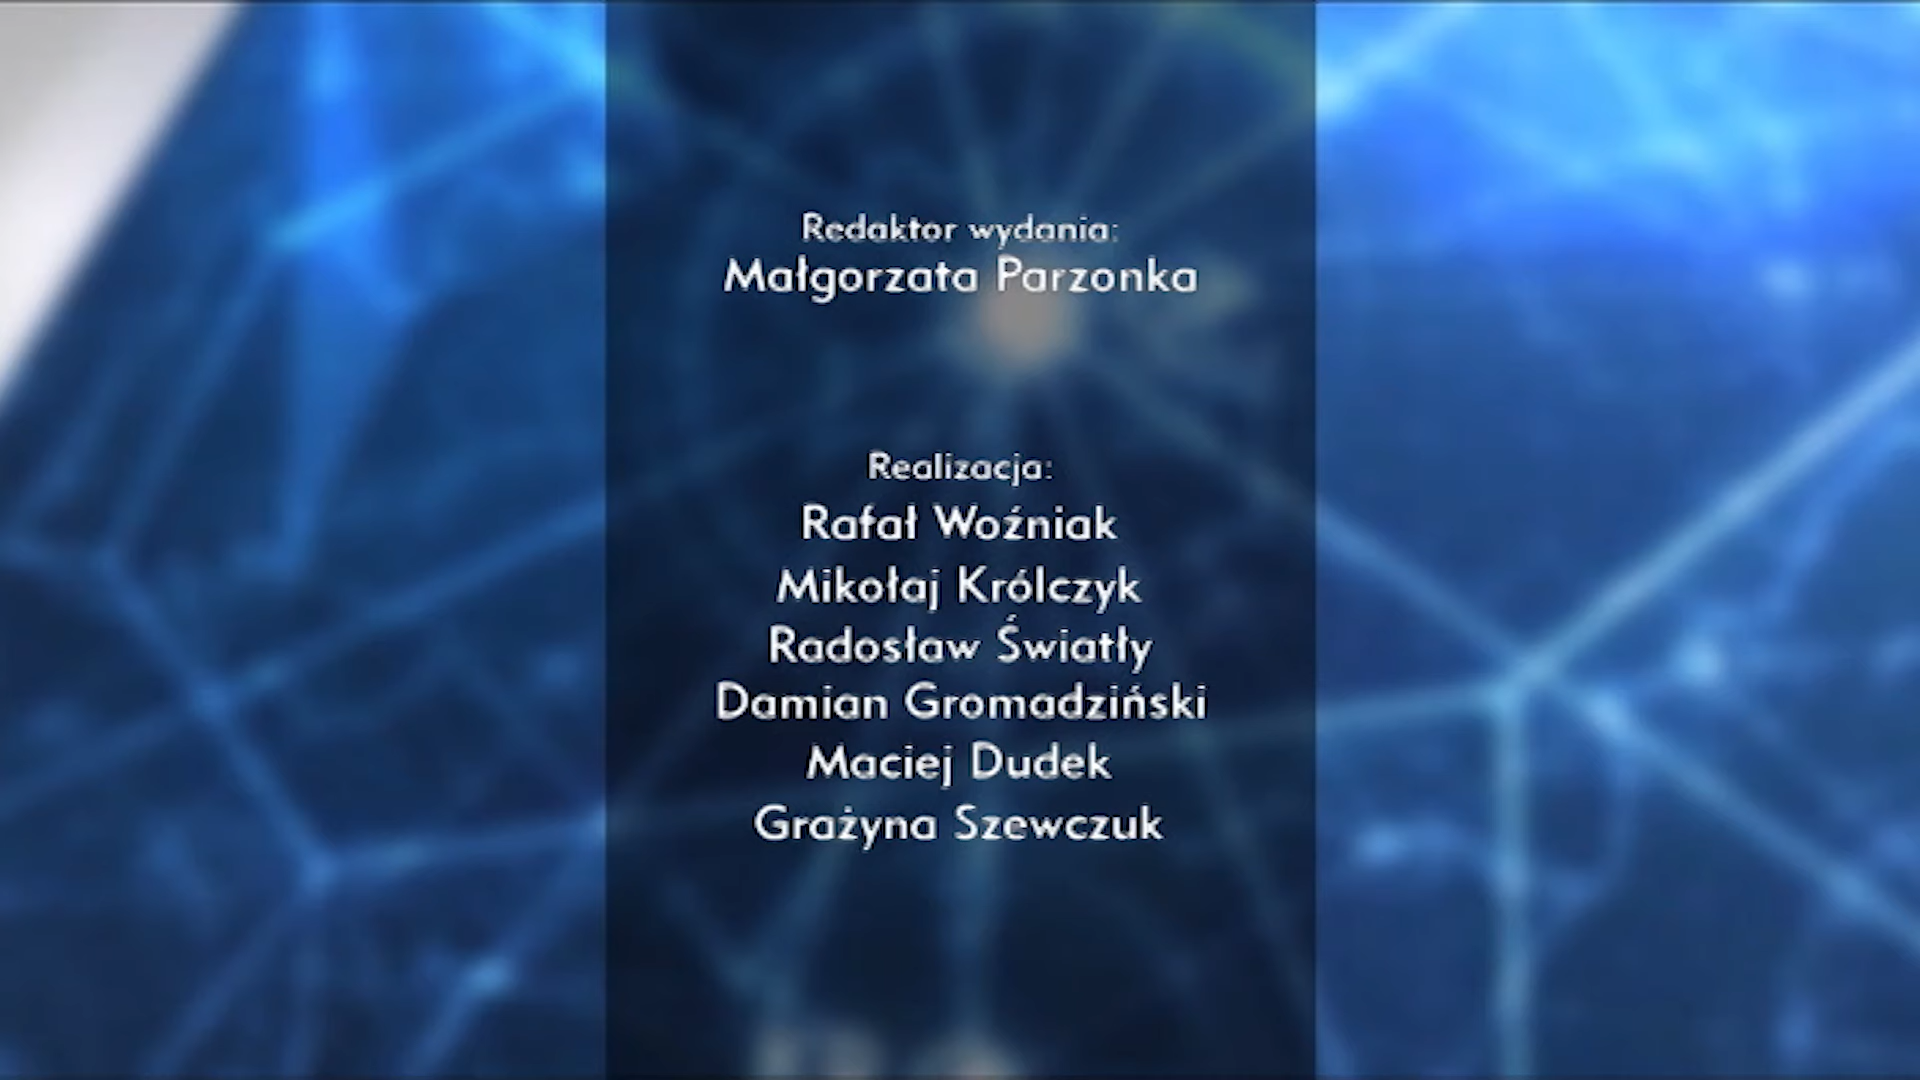 Redaktor wydania:
Małgorzata Parzonka
Realizacja:
Rafał Woźniak
Mikołaj Królczyk
Radosław Światły
Damian Gromadziński
Maciej Dudek
Grażyna Szewczuk